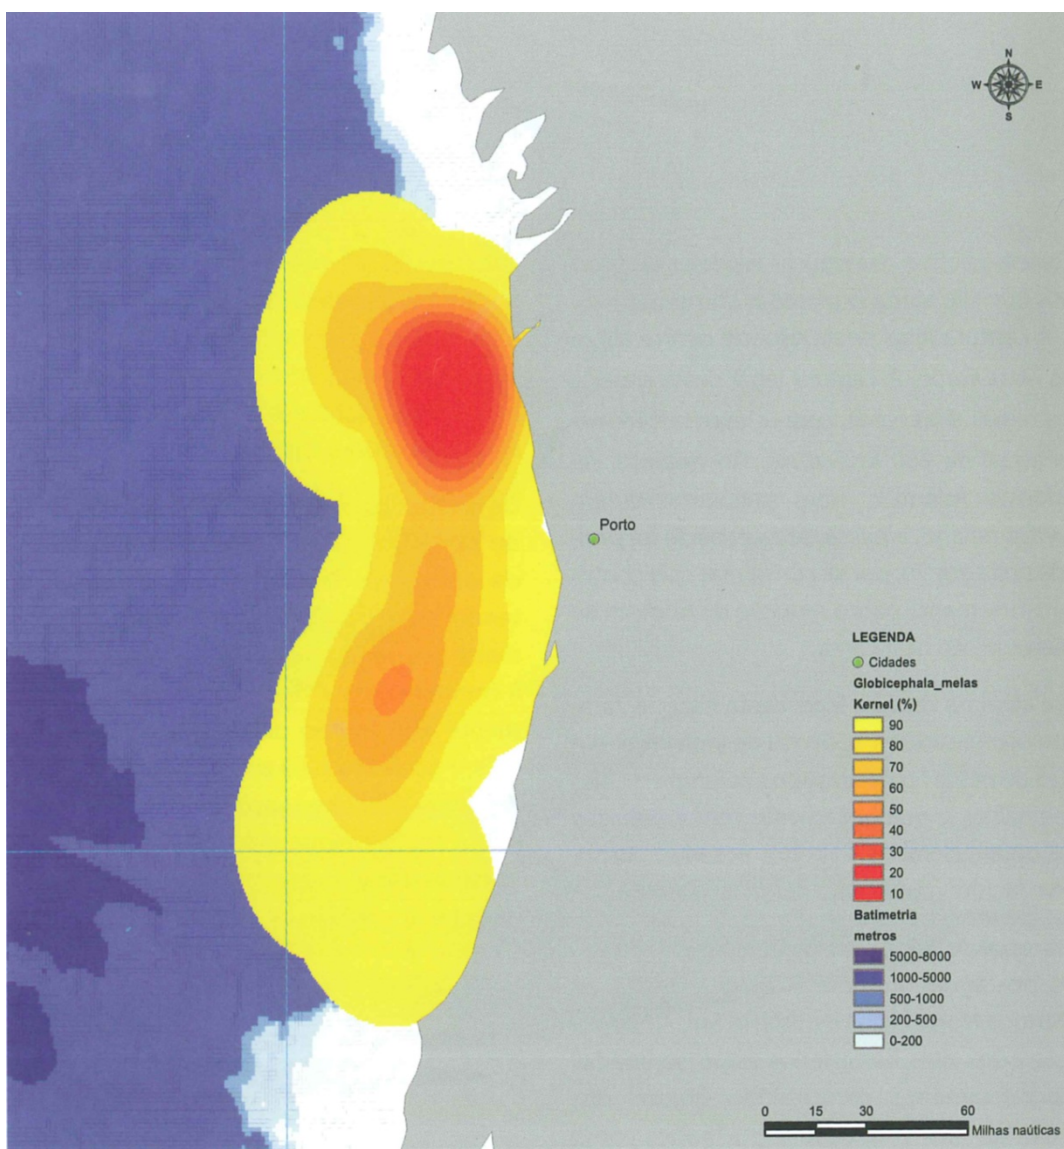 N
W E
S
Porto
LEGENDA
Cidades
Globicephala_melas
Kernel (%)
90
80
70
60
50
40
30
20
10
Batimetria
metros
5000-8000
1000-5000
500-1000
200-500
0-200
0 15 30 60
Milhas naúticas